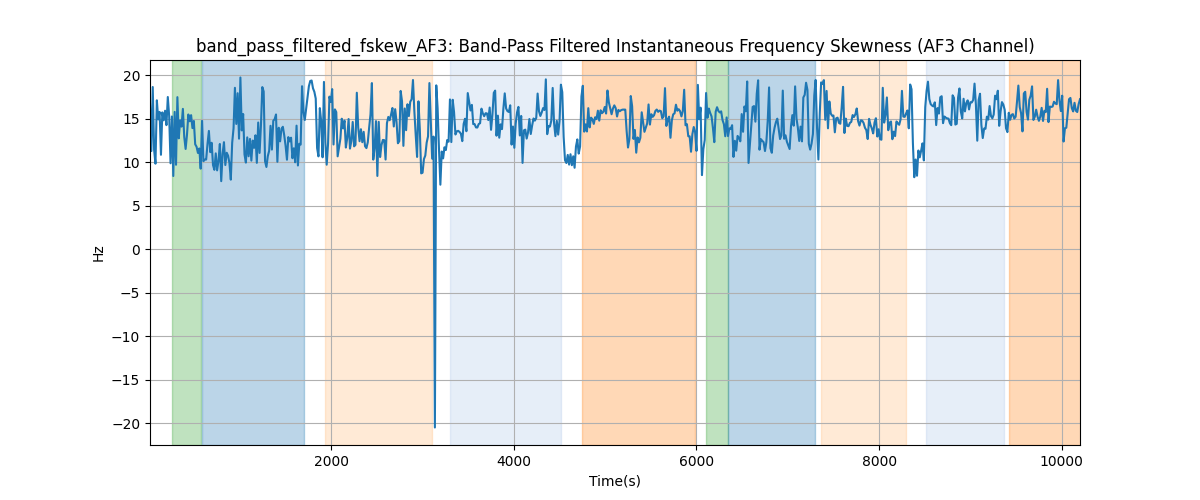 band_pass_filtered_fskew_AF3: Band-Pass Filtered Instantaneous Frequency Skewness (AF3 Channel)
20
15
10
5
0
−5
−10
−15
−20
Hz
2000 4000 6000 8000 10000
Time(s)